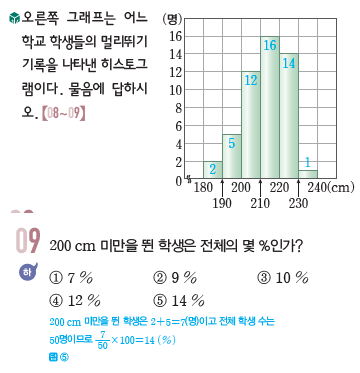 오른쪽 그래프는 어느
학교 학생들의 멀리뛰기
기록을 나타낸 히스토그
램이다. 물음에 답하시
오.【08~09】
(명)
16
14
12
10
8
6
4
2
0
2
5
12
16
14
1
180 200 220 240(cm)
190 210 230
09
200 cm 미만을 뛴 학생은 전체의 몇 %인가?
하
① 7 % ② 9 % ③ 10 %
④ 12 % ⑤ 14 %
200 cm 미만을 뛴 학생은 2+5=7(명)이고 전체 학생 수는
50명이므로 7/50 ×100=14 (%)
답 ⑤